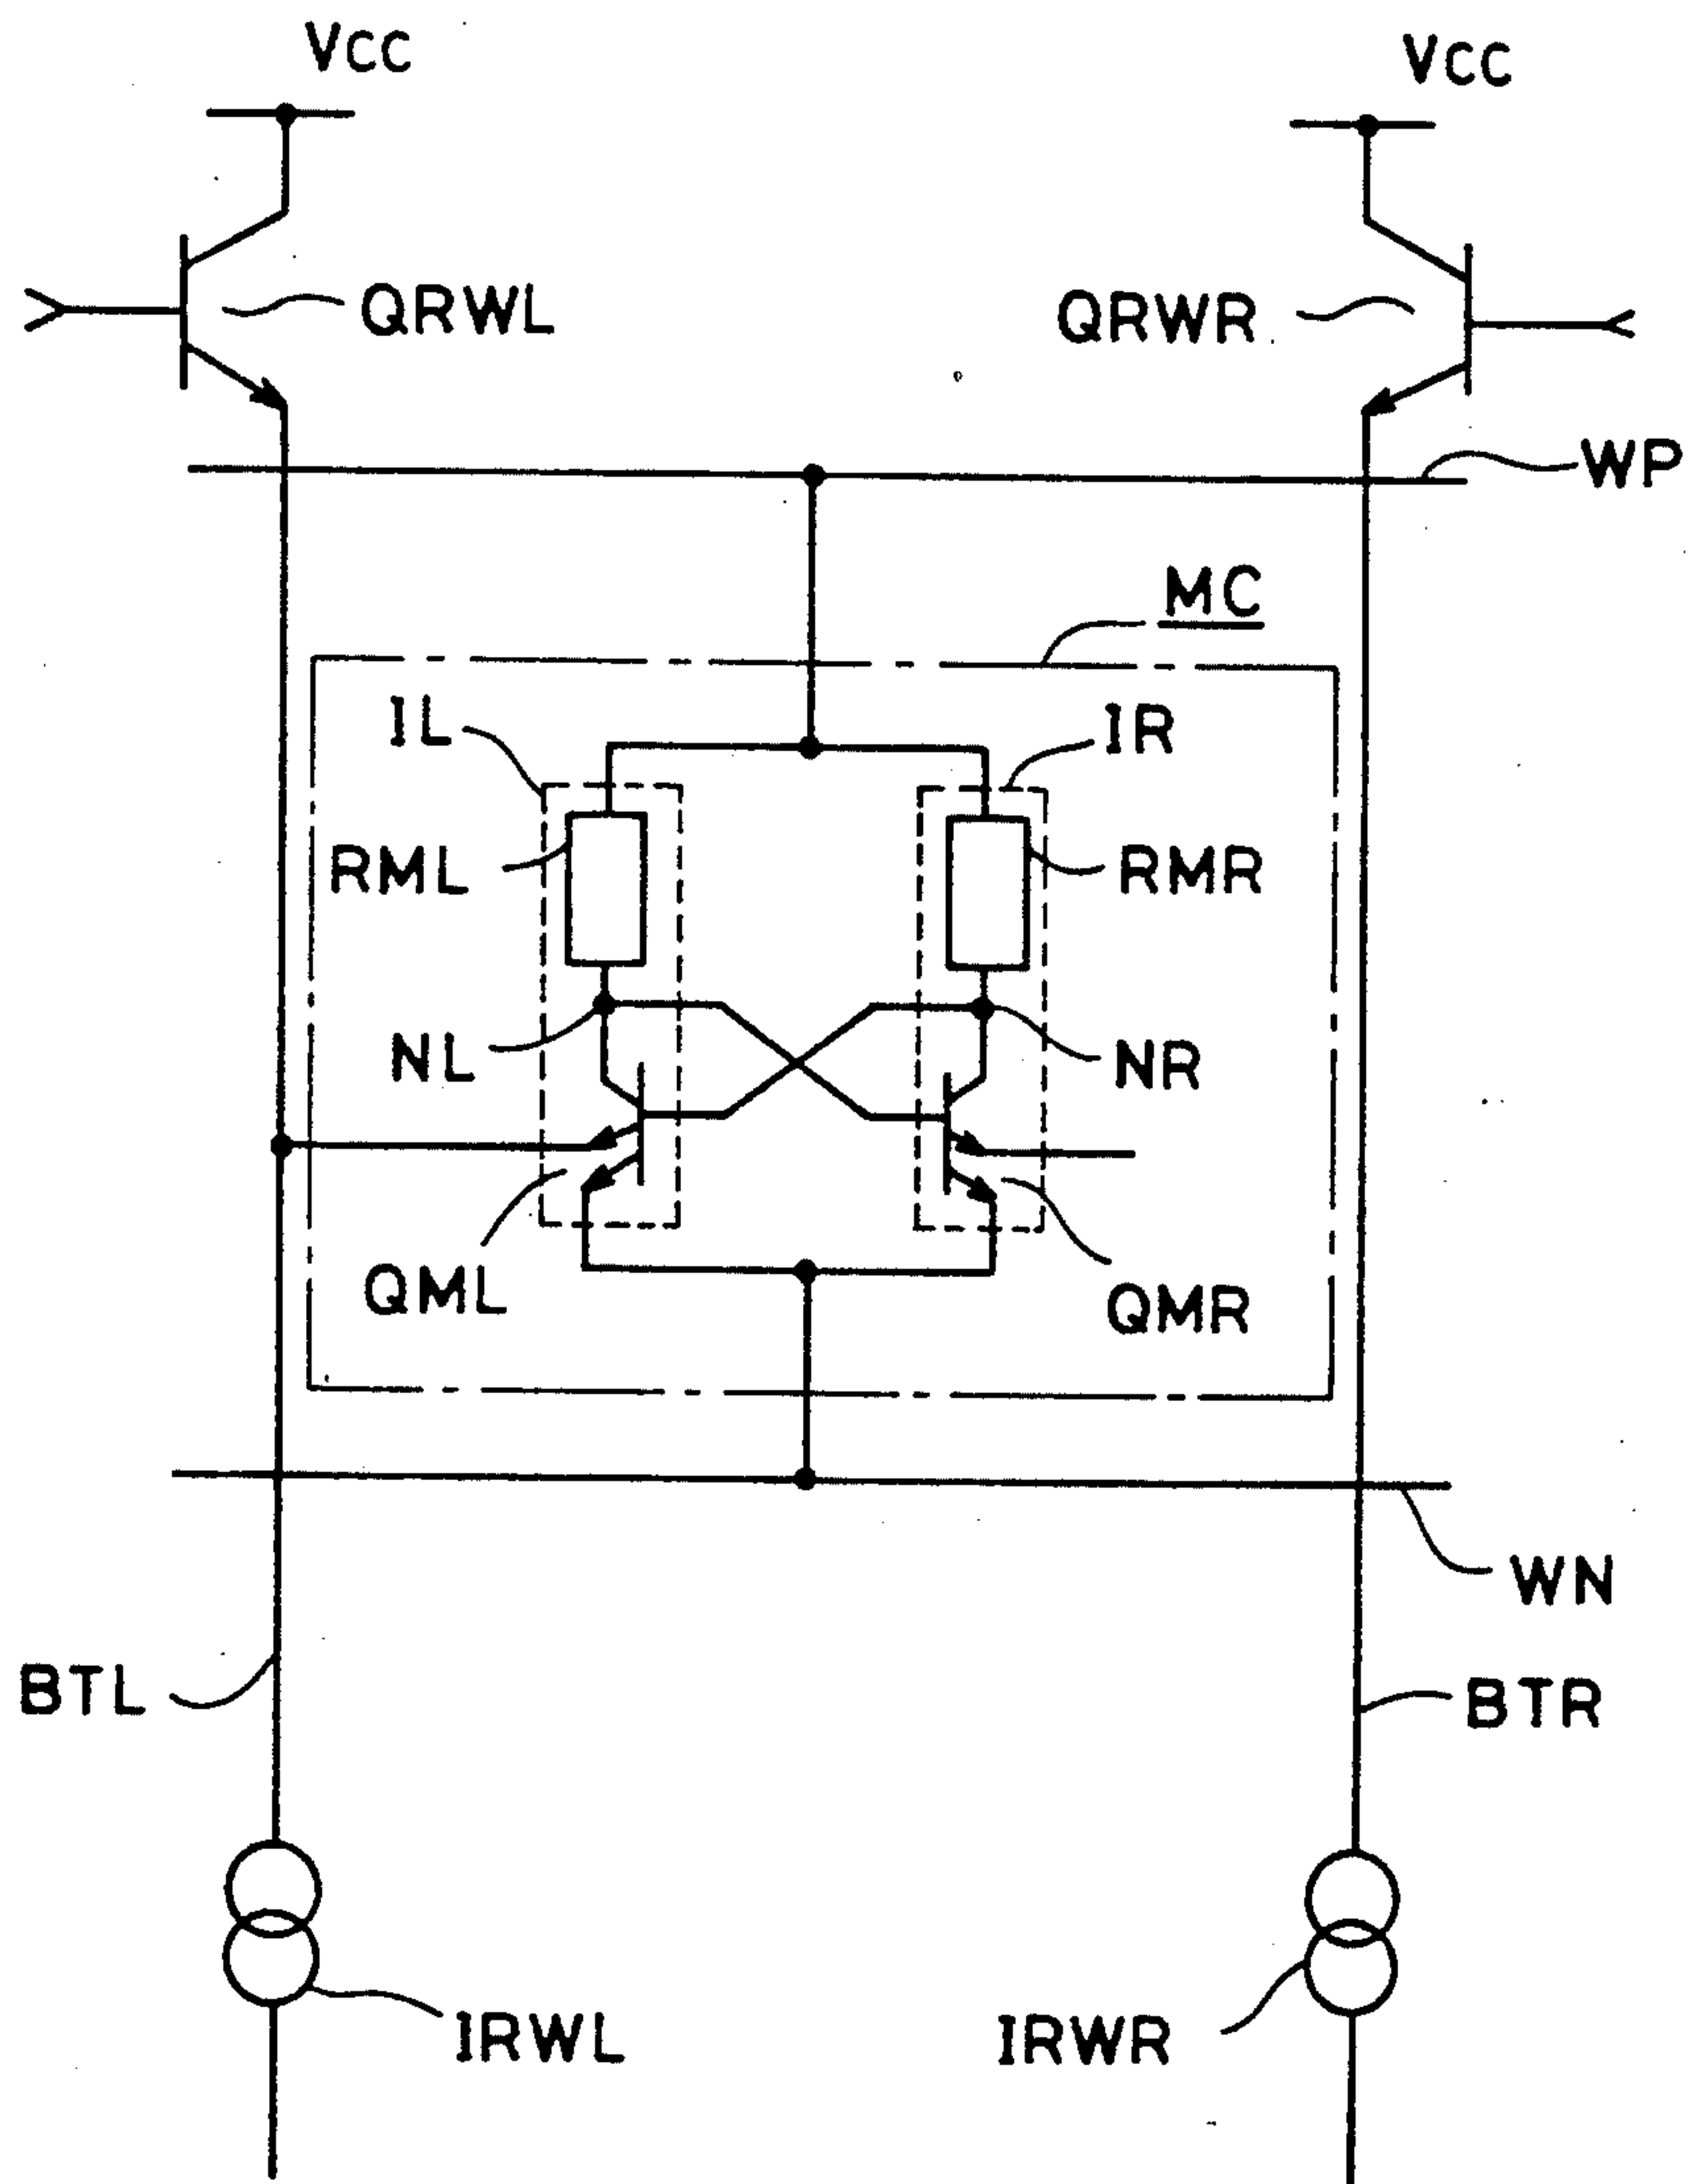 VCC
VCC
QRWL
QRWR
WP
MC
IL
IR
RML
RMR
NL
NR
QML
QMR
WN
BTL
BTR
IRWL
IRWR